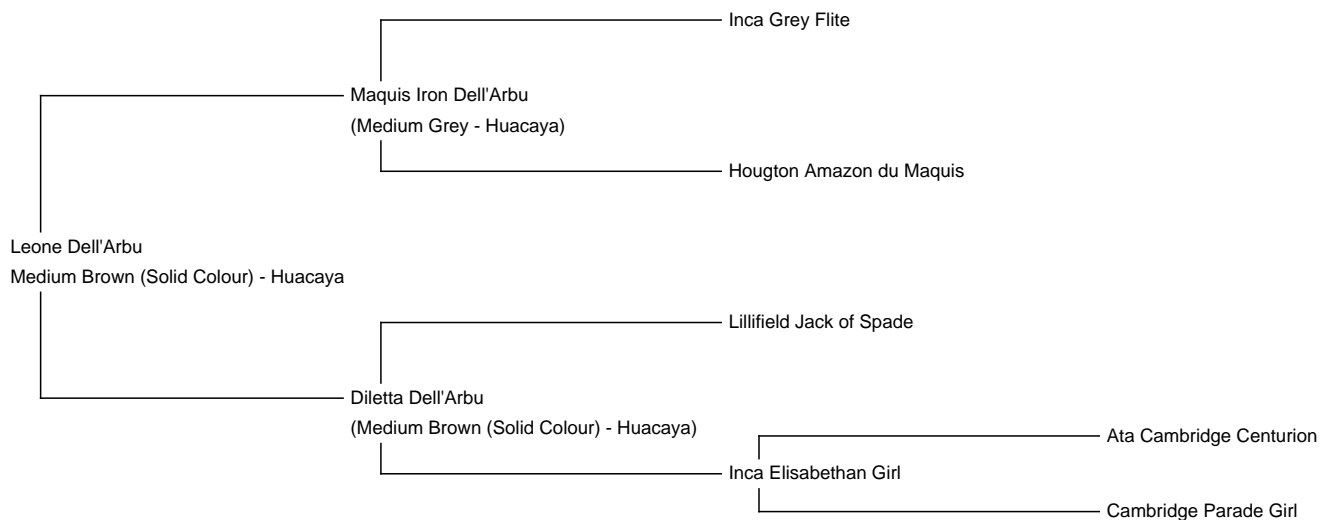 Inca Grey Flite
Maquis Iron Dell'Arbu
(Medium Grey - Huacaya)
Hougton Amazon du Maquis
Leone Dell'Arbu
Medium Brown (Solid Colour) - Huacaya
Lillifield Jack of Spade
Diletta Dell'Arbu
(Medium Brown (Solid Colour) - Huacaya)
Ata Cambridge Centurion
Inca Elisabethan Girl
Cambridge Parade Girl